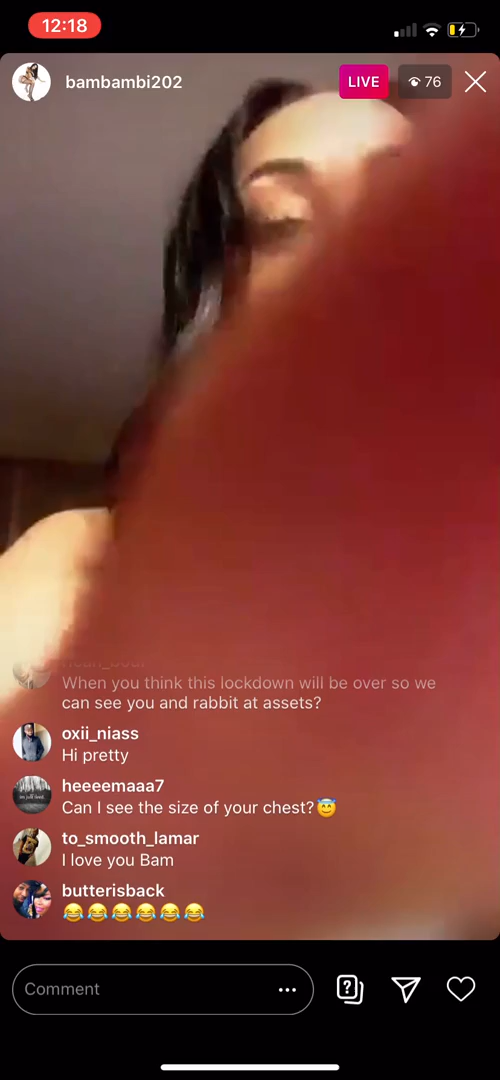 12:18
bambambi202
LIVE
76
When you think this lockdown will be over so we
can see you and rabbit at assets?
oxii_niass
Hi pretty
heeeemaaa7
Can I see the size of your chest?😇
to_smooth_lamar
I love you Bam
butterisback
😂😂😂😂😂😂
Comment